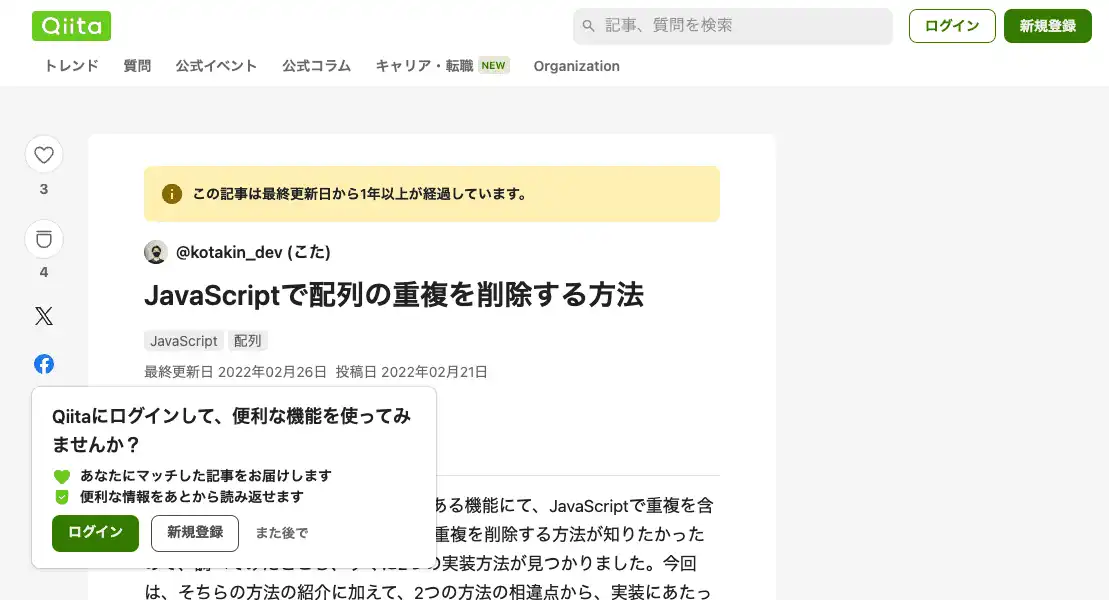 Qiita
記事、質問を検索
ログイン
新規登録
トレンド 質問 公式イベント 公式コラム キャリア・転職 NEW Organization
3
4
この記事は最終更新日から1年以上が経過しています。
@kotakin_dev (こた)
JavaScriptで配列の重複を削除する方法
JavaScript 配列
最終更新日 2022年02月26日 投稿日 2022年02月21日
Qiitaにログインして、便利な機能を使ってみ
ませんか？
あなたにマッチした記事をお届けします
便利な情報をあとから読み返せます
ログイン 新規登録 また後で
ある機能にて、JavaScriptで重複を含
重複を削除する方法が知りたかった
の実装方法が見つかりました。今回
は、そちらの方法の紹介に加えて、2つの方法の相違点から、実装にあたっ